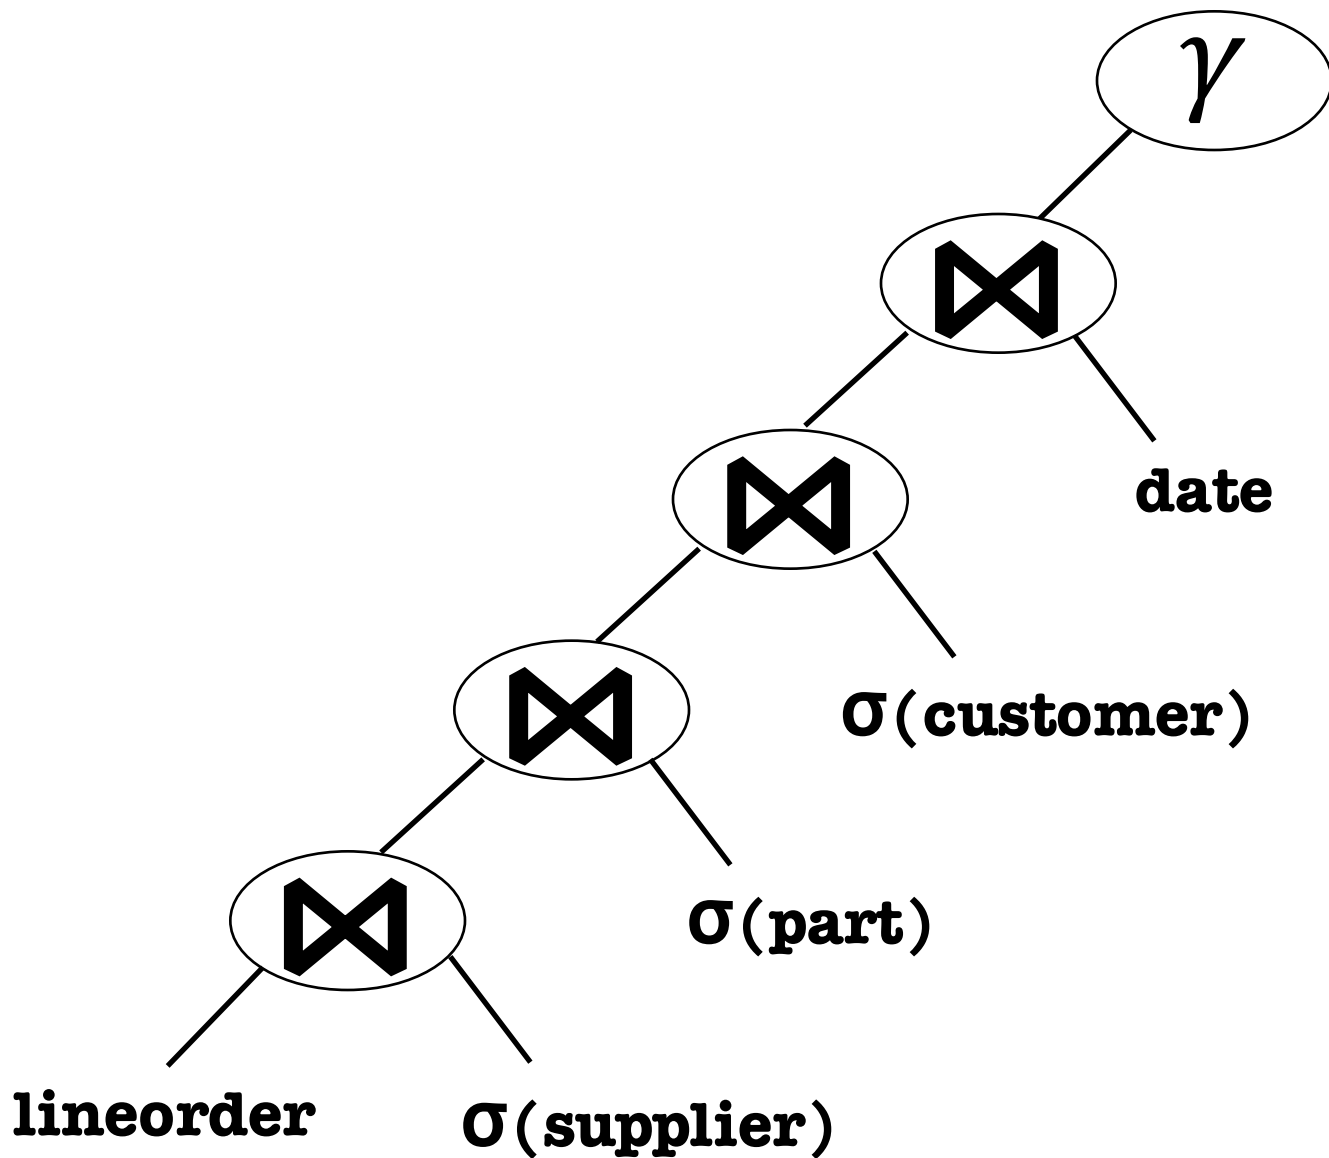 γ
⋈
date
⋈
σ(customer)
⋈
σ(part)
⋈
lineorder
σ(supplier)